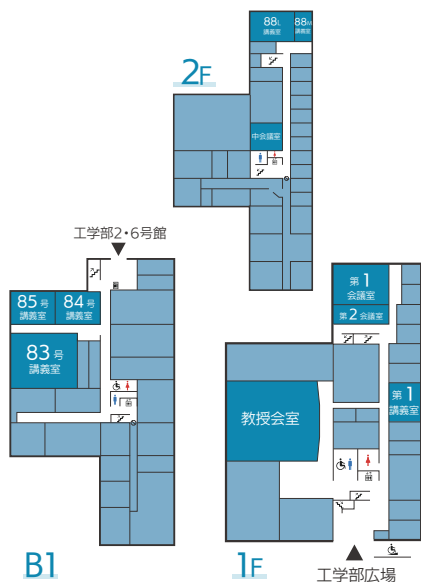 88L
講義室
88M
講義室
2F
中会議室
工学部2・6号館
85号
講義室
84号
講義室
83号
講義室
第1
会議室
第2会議室
教授会室
第1
講義室
B1
1F
工学部広場